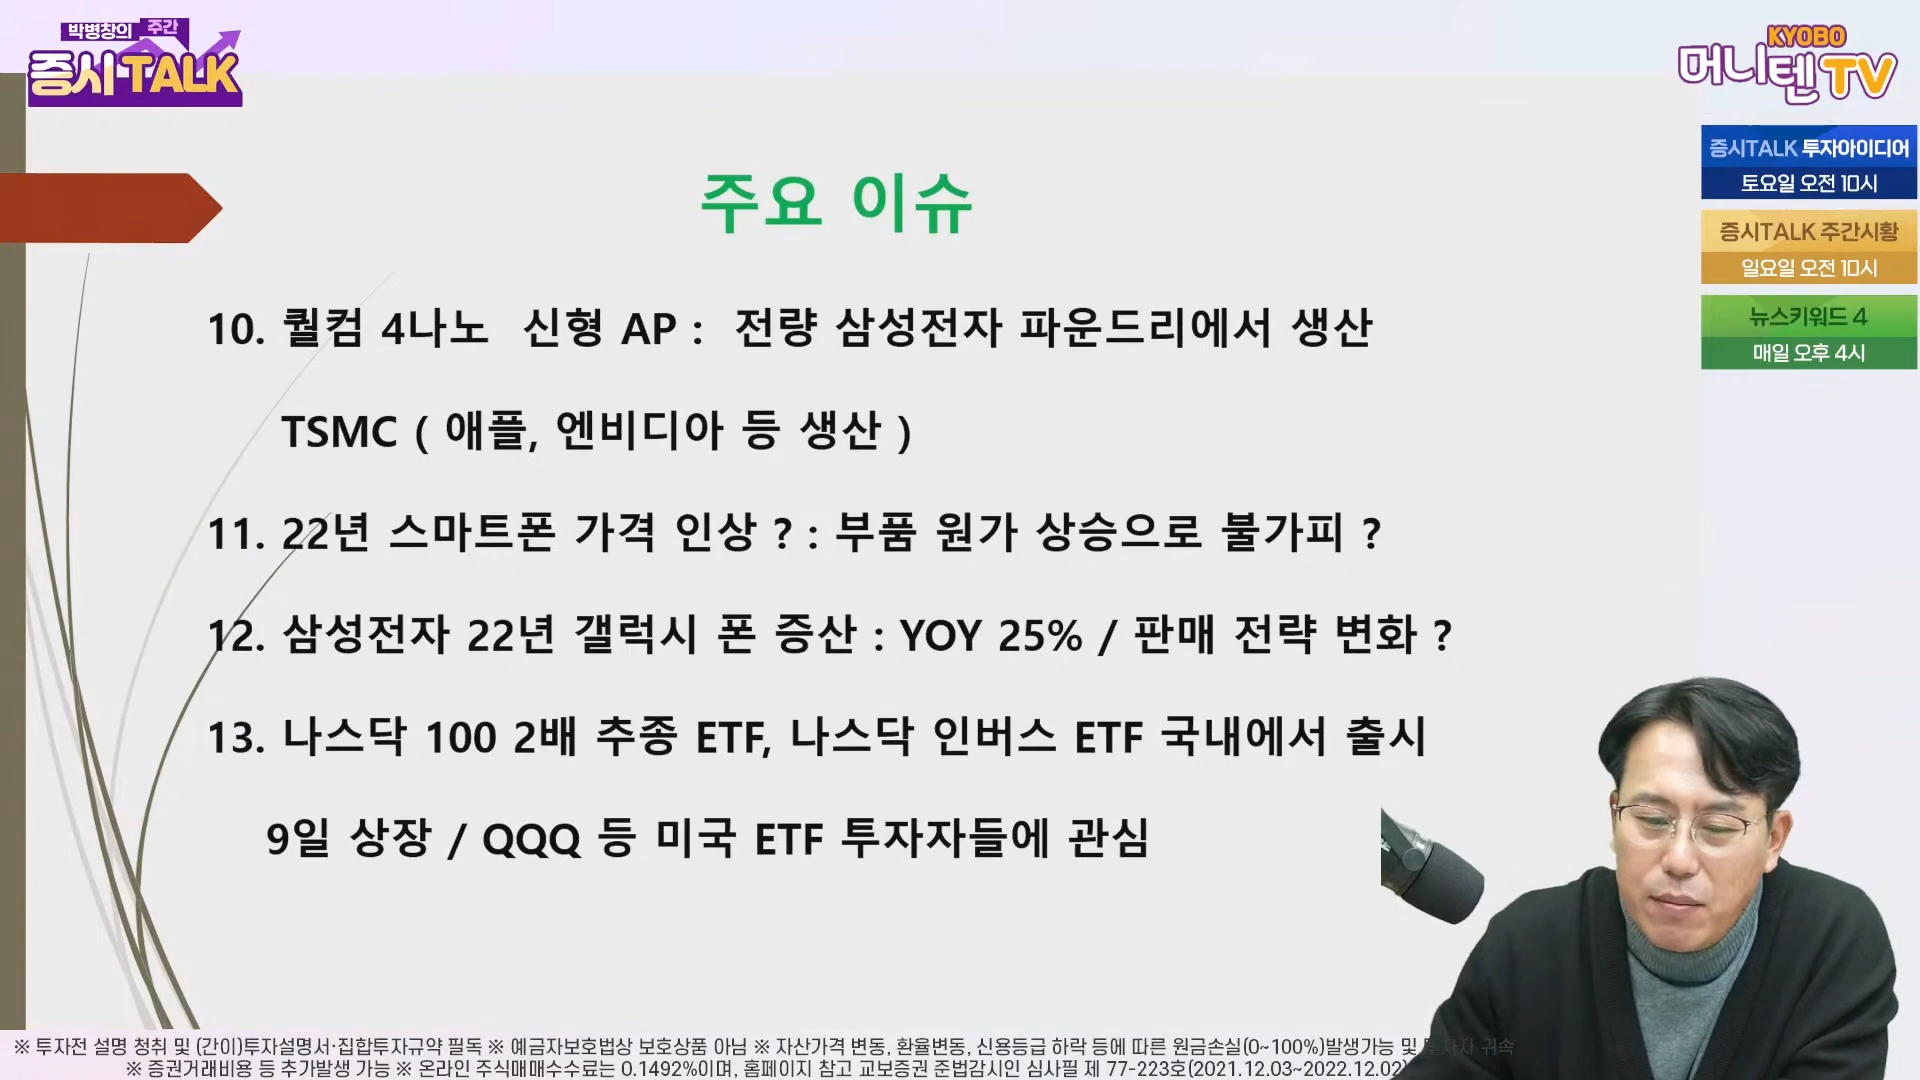 박병창의 주간
증시TALK
KYOBO
머니텐TV
증시TALK 투자아이디어
토요일 오전 10시
증시TALK 주간시황
일요일 오전 10시
뉴스키워드 4
매일 오후 4시
주요 이슈
10. 퀄컴 4나노 신형 AP : 전량 삼성전자 파운드리에서 생산
TSMC ( 애플, 엔비디아 등 생산 )
11. 22년 스마트폰 가격 인상 ? : 부품 원가 상승으로 불가피 ?
12. 삼성전자 22년 갤럭시 폰 증산 : YOY 25% / 판매 전략 변화 ?
13. 나스닥 100 2배 추종 ETF, 나스닥 인버스 ETF 국내에서 출시
9일 상장 / QQQ 등 미국 ETF 투자자들에 관심
※ 투자전 설명 청취 및 (간이)투자설명서·집합투자규약 필독 ※ 예금자보호법상 보호상품 아님 ※ 자산가격 변동, 환율변동, 신용등급 하락 등에 따른 원금손실(0~100%)발생가능 및 투자자 귀속
※ 증권거래비용 등 추가발생 가능 ※ 온라인 주식매매수수료는 0.1492%이며, 홈페이지 참고 교보증권 준법감시인 심사필 제 77-223호(2021.12.03~2022.12.02)